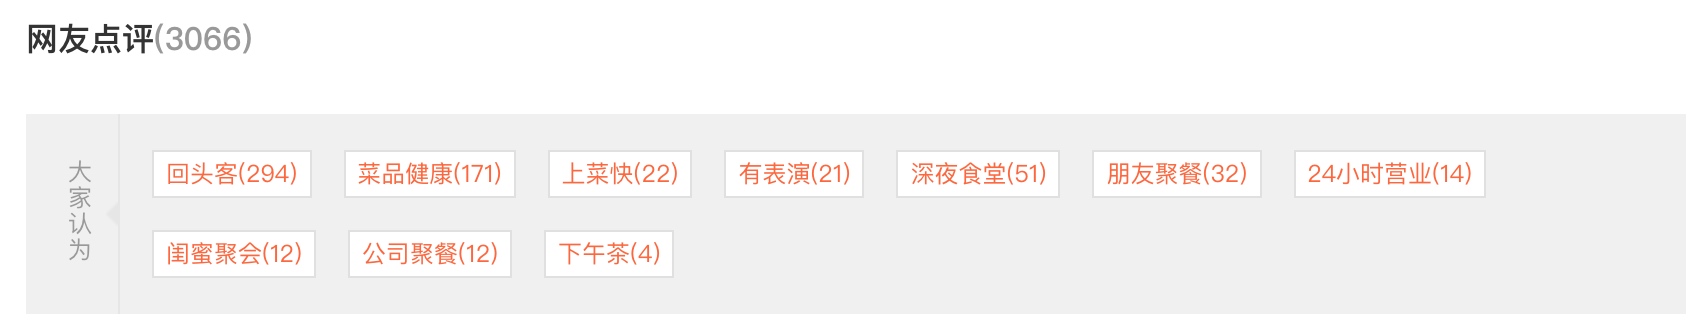 网友点评(3066)
大家认为
回头客(294) 菜品健康(171) 上菜快(22) 有表演(21) 深夜食堂(51) 朋友聚餐(32) 24小时营业(14)
闺蜜聚会(12) 公司聚餐(12) 下午茶(4)